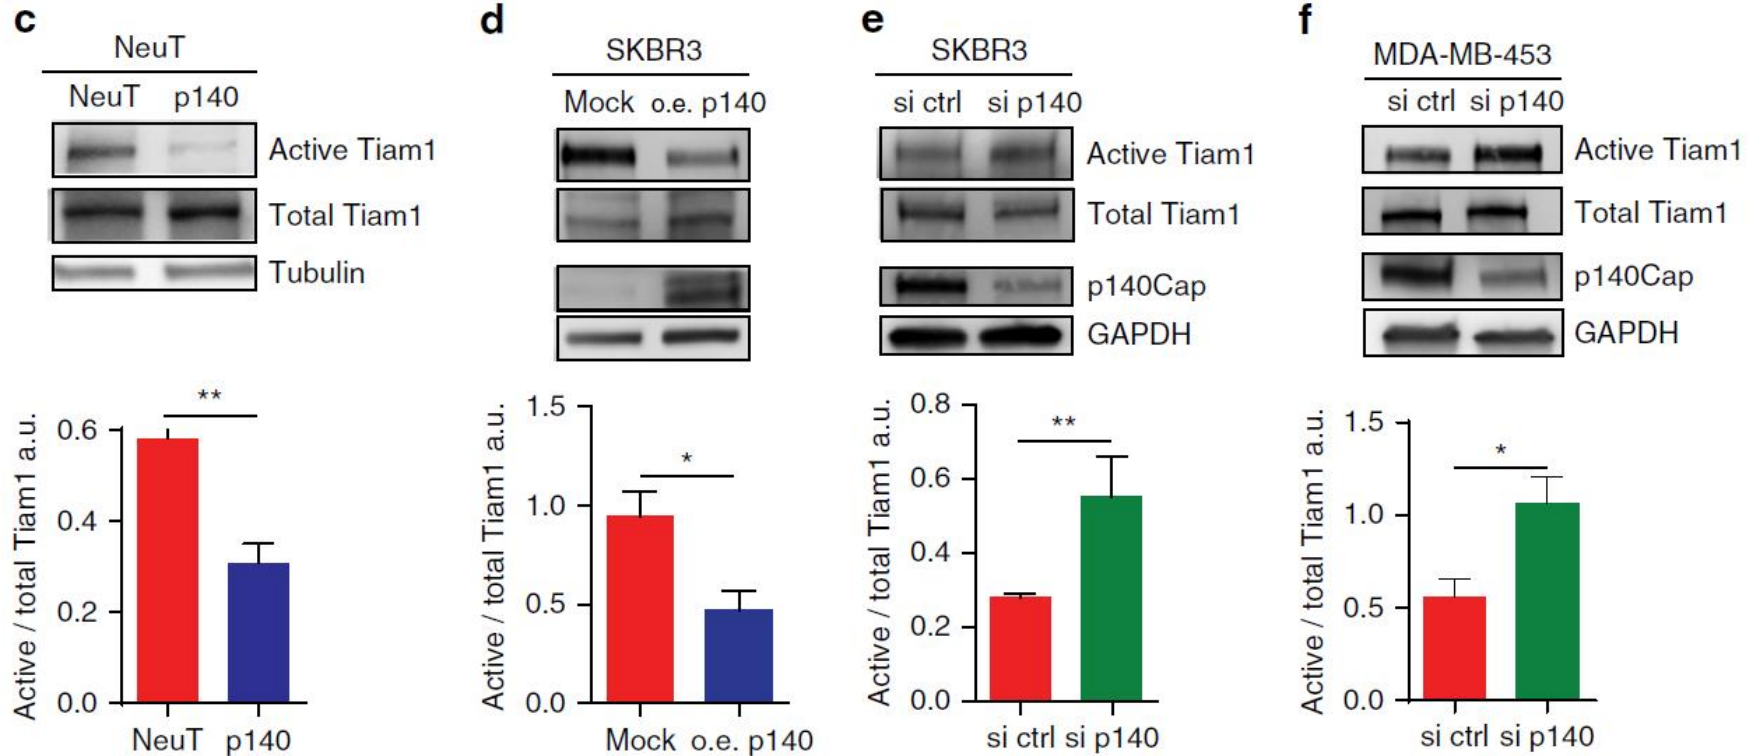 c
NeuT
NeuT p140
Active Tiam1
Total Tiam1
Tubulin
**
Active / total Tiam1 a.u.
0.6
0.4
0.2
0.0
NeuT p140
d
SKBR3
Mock o.e. p140
*
Active / total Tiam1 a.u.
1.5
1.0
0.5
0.0
Mock o.e. p140
e
SKBR3
si ctrl si p140
Active Tiam1
Total Tiam1
p140Cap
GAPDH
**
Active / total Tiam1 a.u.
0.8
0.6
0.4
0.2
0.0
si ctrl si p140
f
MDA-MB-453
si ctrl si p140
Active Tiam1
Total Tiam1
p140Cap
GAPDH
*
Active / total Tiam1 a.u.
1.5
1.0
0.5
0.0
si ctrl si p140